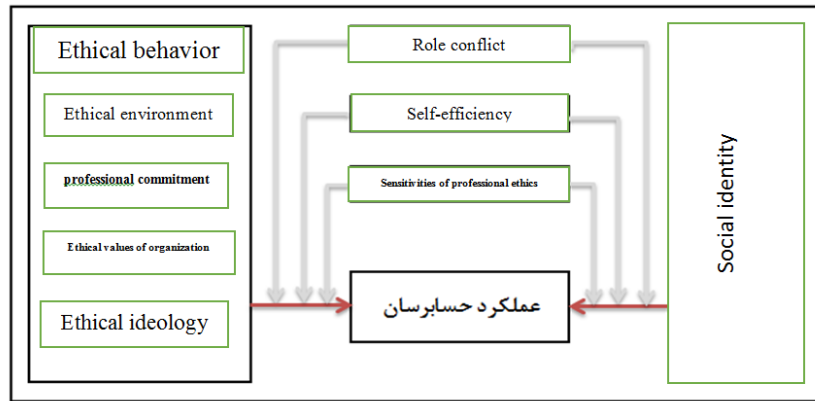 Ethical behavior
Ethical environment
professional commitment
Ethical values of organization
Ethical ideology
Role conflict
Self-efficiency
Sensitivities of professional ethics
عملکرد حسابرسان
Social identity